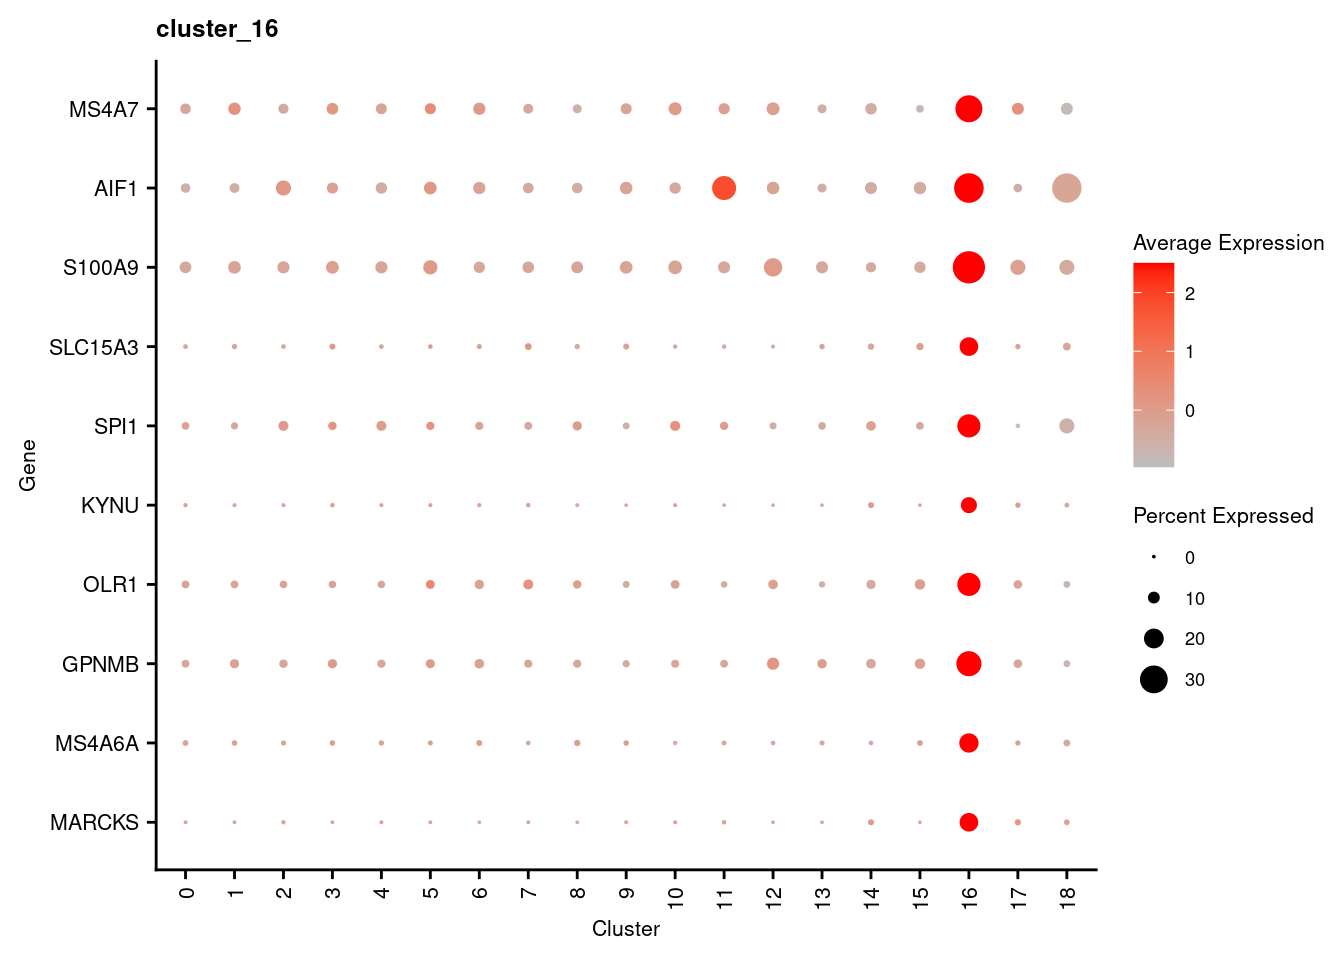 cluster_16
MS4A7
AIF1
S100A9
SLC15A3
SPI1
KYNU
OLR1
GPNMB
MS4A6A
MARCKS
Gene
0 1 2 3 4 5 6 7 8 9 10 11 12 13 14 15 16 17 18
Cluster
Average Expression
2
1
0
Percent Expressed
0
10
20
30